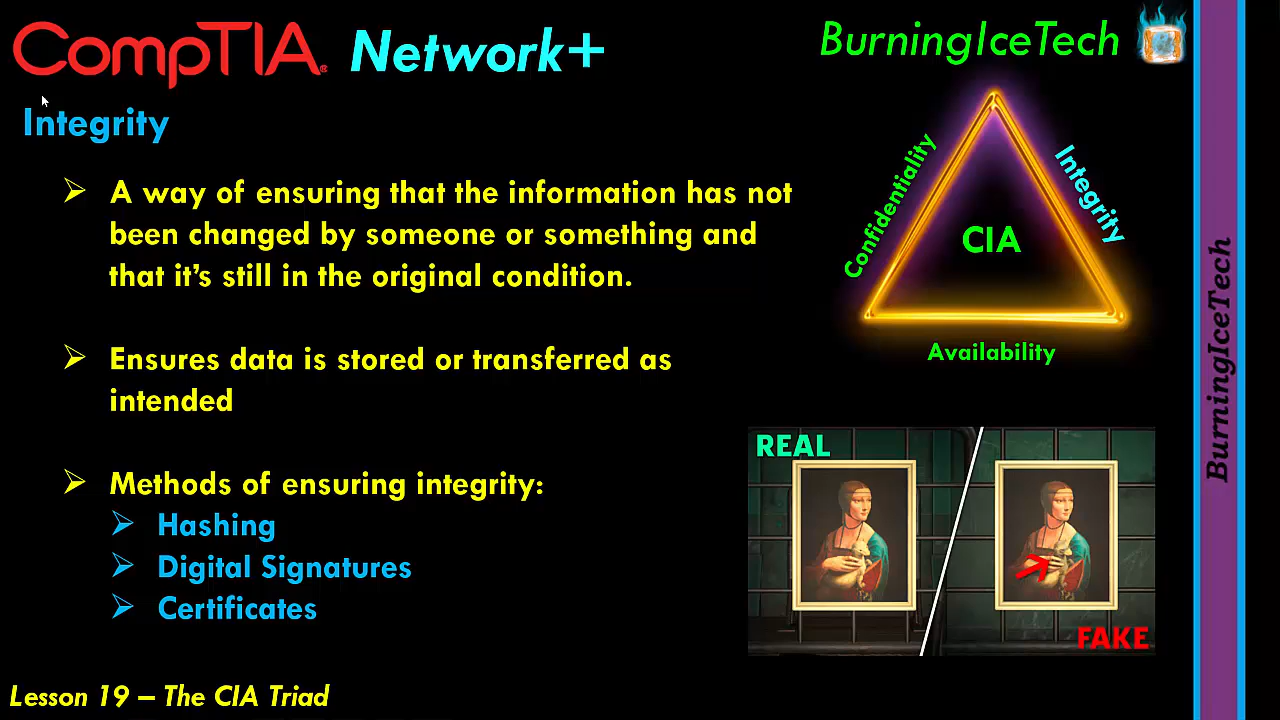 CompTIA® Network+
BurningIceTech
Integrity
A way of ensuring that the information has not
been changed by someone or something and
that it's still in the original condition.
Ensures data is stored or transferred as
intended
Methods of ensuring integrity:
Hashing
Digital Signatures
Certificates
Confidentiality
Integrity
CIA
Availability
REAL
FAKE
BurningIceTech
Lesson 19 – The CIA Triad